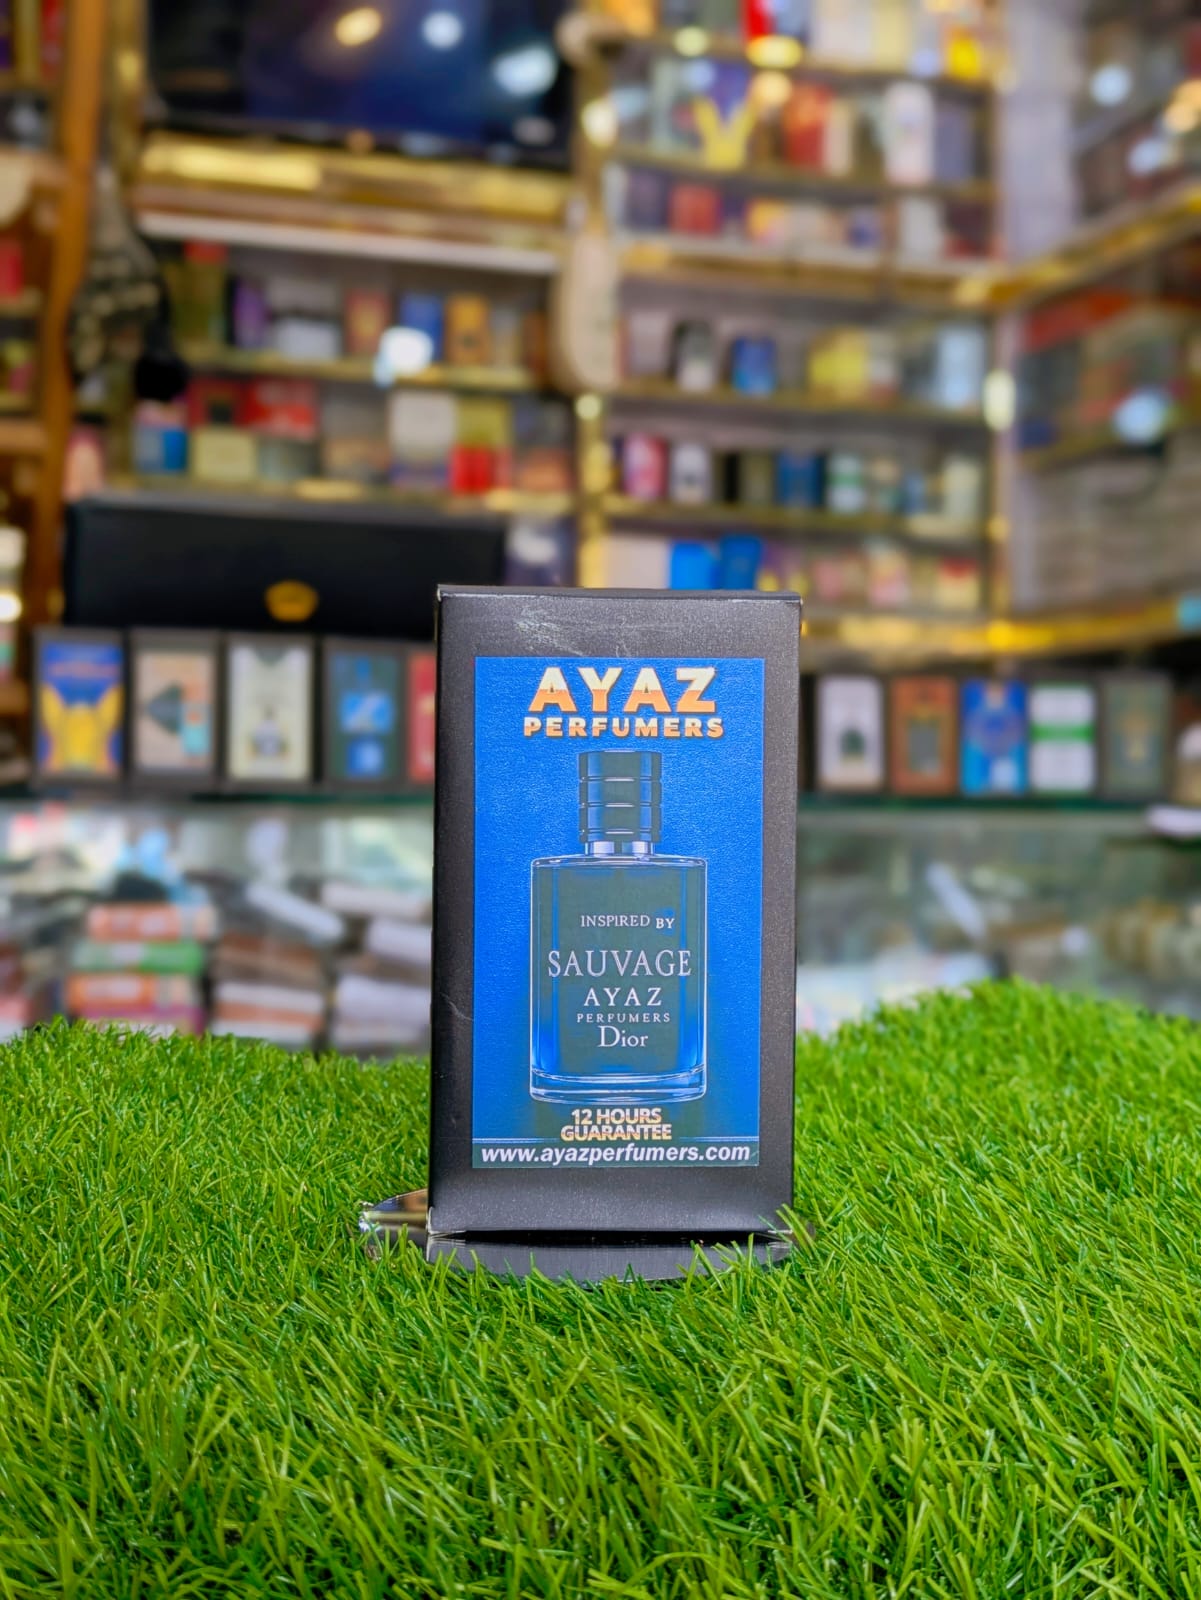 AYAZ
PERFUMERS
INSPIRED BY
SAUVAGE
AYAZ
PERFUMERS
Dior
12 HOURS
GUARANTEE
www.ayazperfumers.com